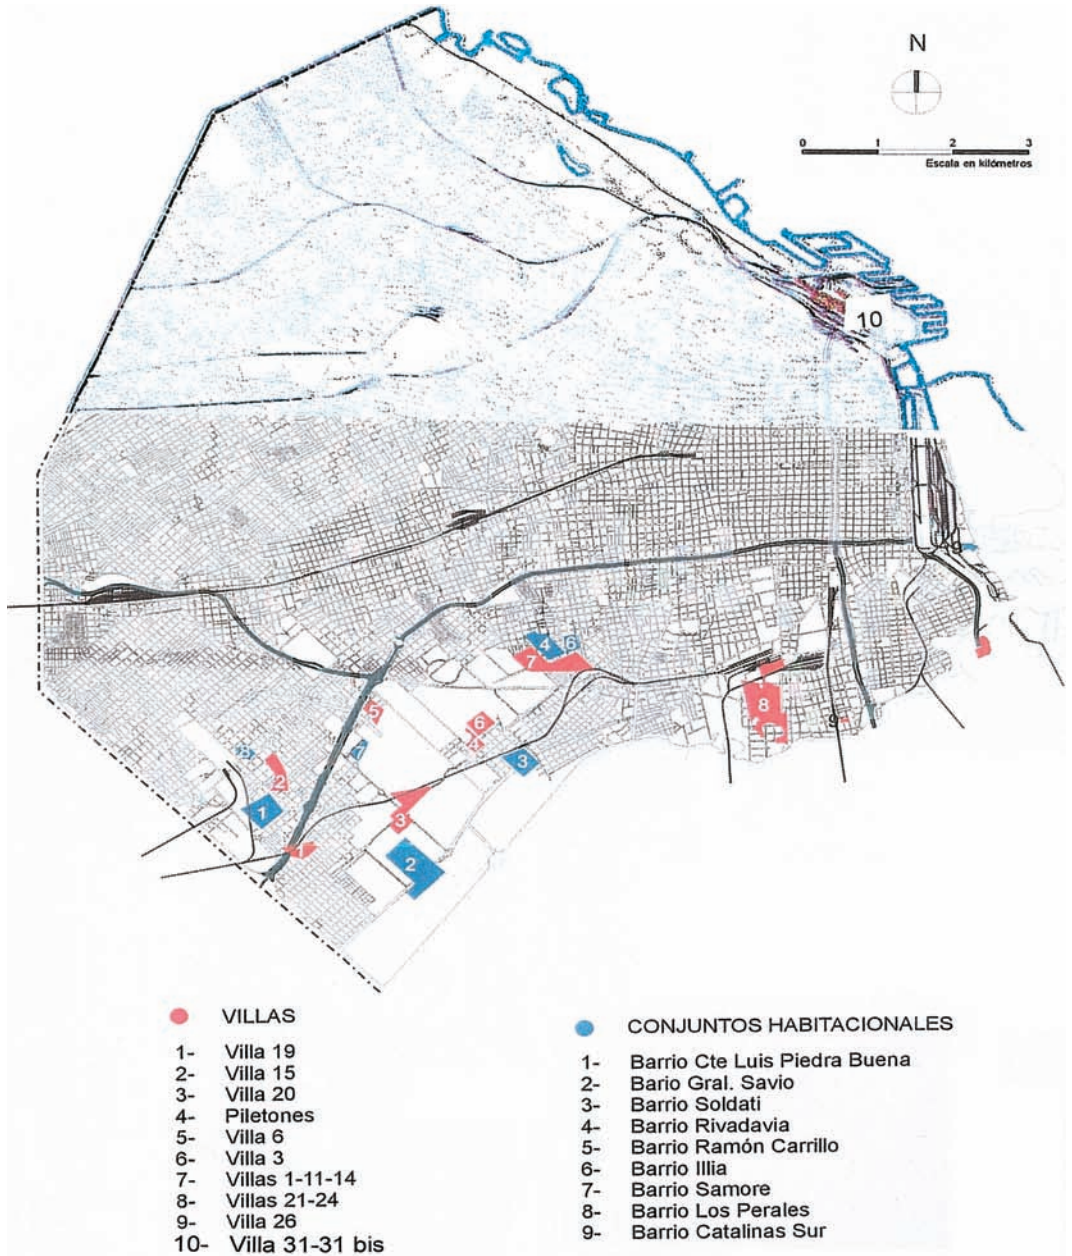 N
0 1 2 3
Escala en kilómetros
10
4 6
7
5
6
4
8
9
8
7
3
2
1
3
1
2
VILLAS
1- Villa 19
2- Villa 15
3- Villa 20
4- Piletones
5- Villa 6
6- Villa 3
7- Villas 1-11-14
8- Villas 21-24
9- Villa 26
10- Villa 31-31 bis
CONJUNTOS HABITACIONALES
1- Barrio Cte Luis Piedra Buena
2- Bario Gral. Savio
3- Barrio Soldati
4- Barrio Rivadavia
5- Barrio Ramón Carrillo
6- Barrio Illia
7- Barrio Samore
8- Barrio Los Perales
9- Barrio Catalinas Sur